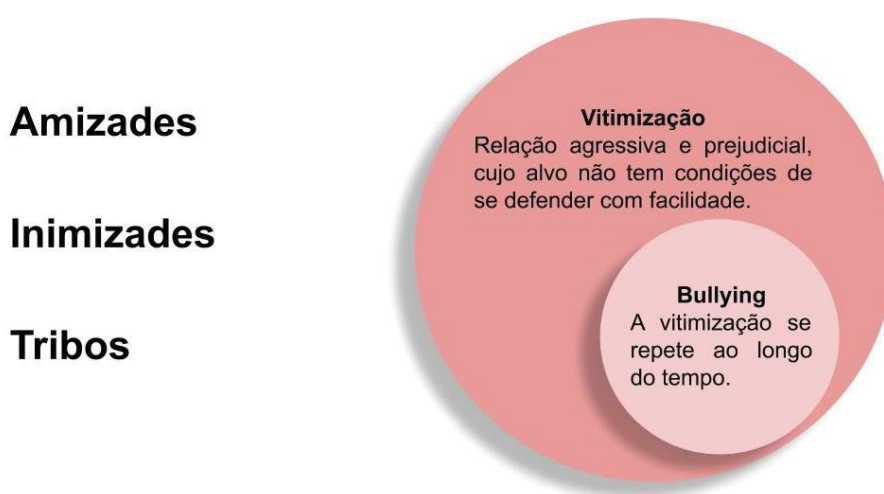 Amizades
Inimizades
Tribos
Vitimização
Relação agressiva e prejudicial,
cujo alvo não tem condições de
se defender com facilidade.
Bullying
A vitimização se
repete ao longo
do tempo.